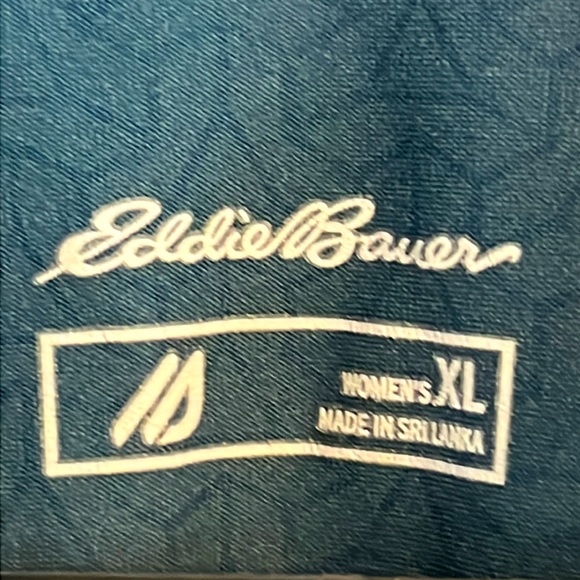 Eddie Bauer
WOMEN'S XL
MADE IN SRI LANKA